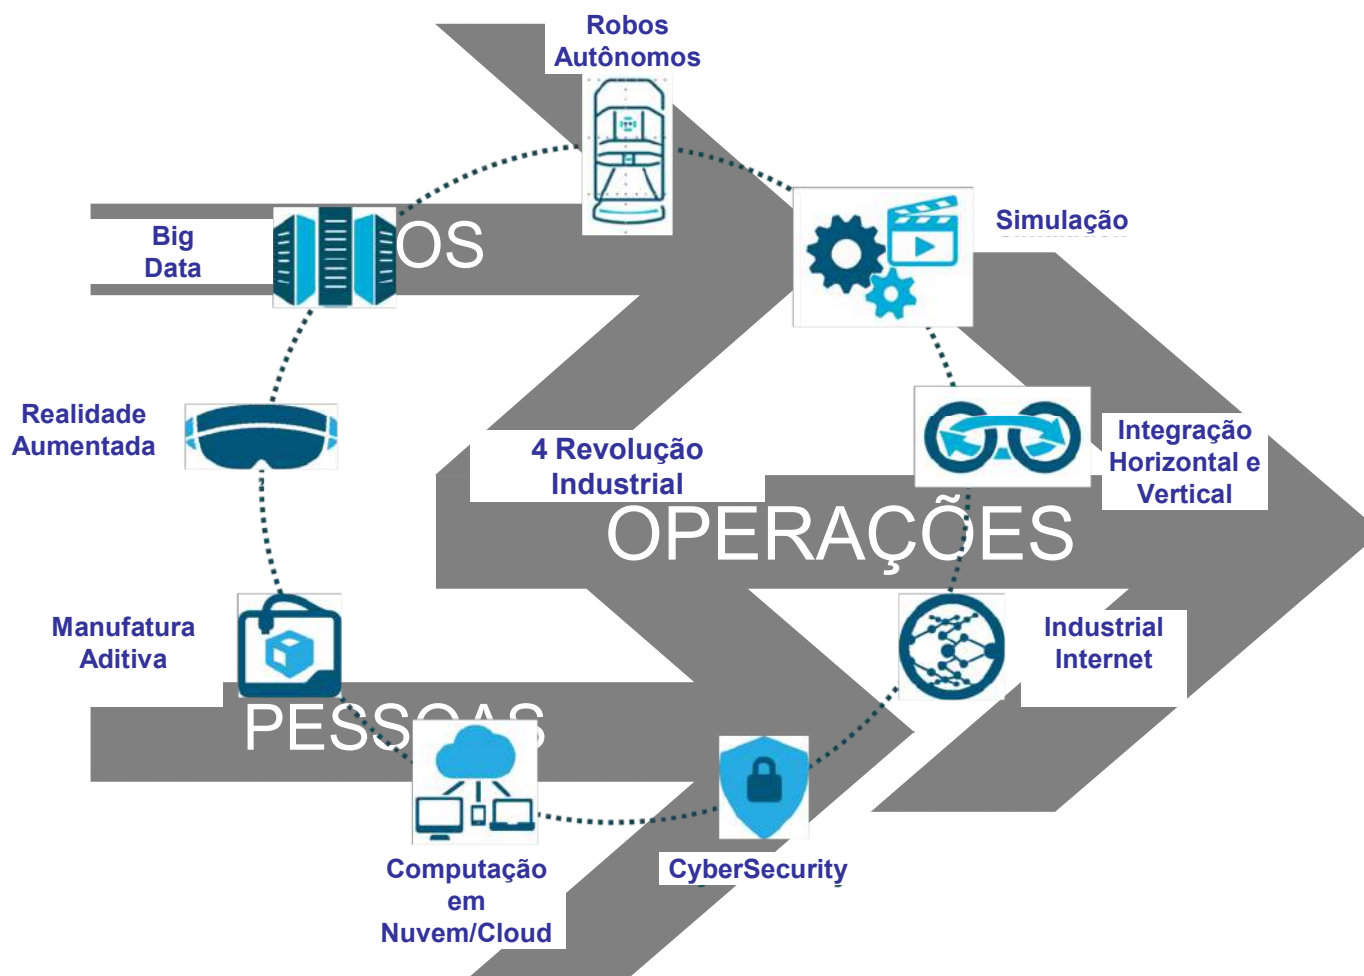 Robos
Autônomos
Simulação
Big
Data
OS
Realidade
Aumentada
4 Revolução
Industrial
Integração
Horizontal e
Vertical
OPERAÇÕES
Manufatura
Aditiva
Industrial
Internet
PESSOAS
Computação
em
Nuvem/Cloud
CyberSecurity